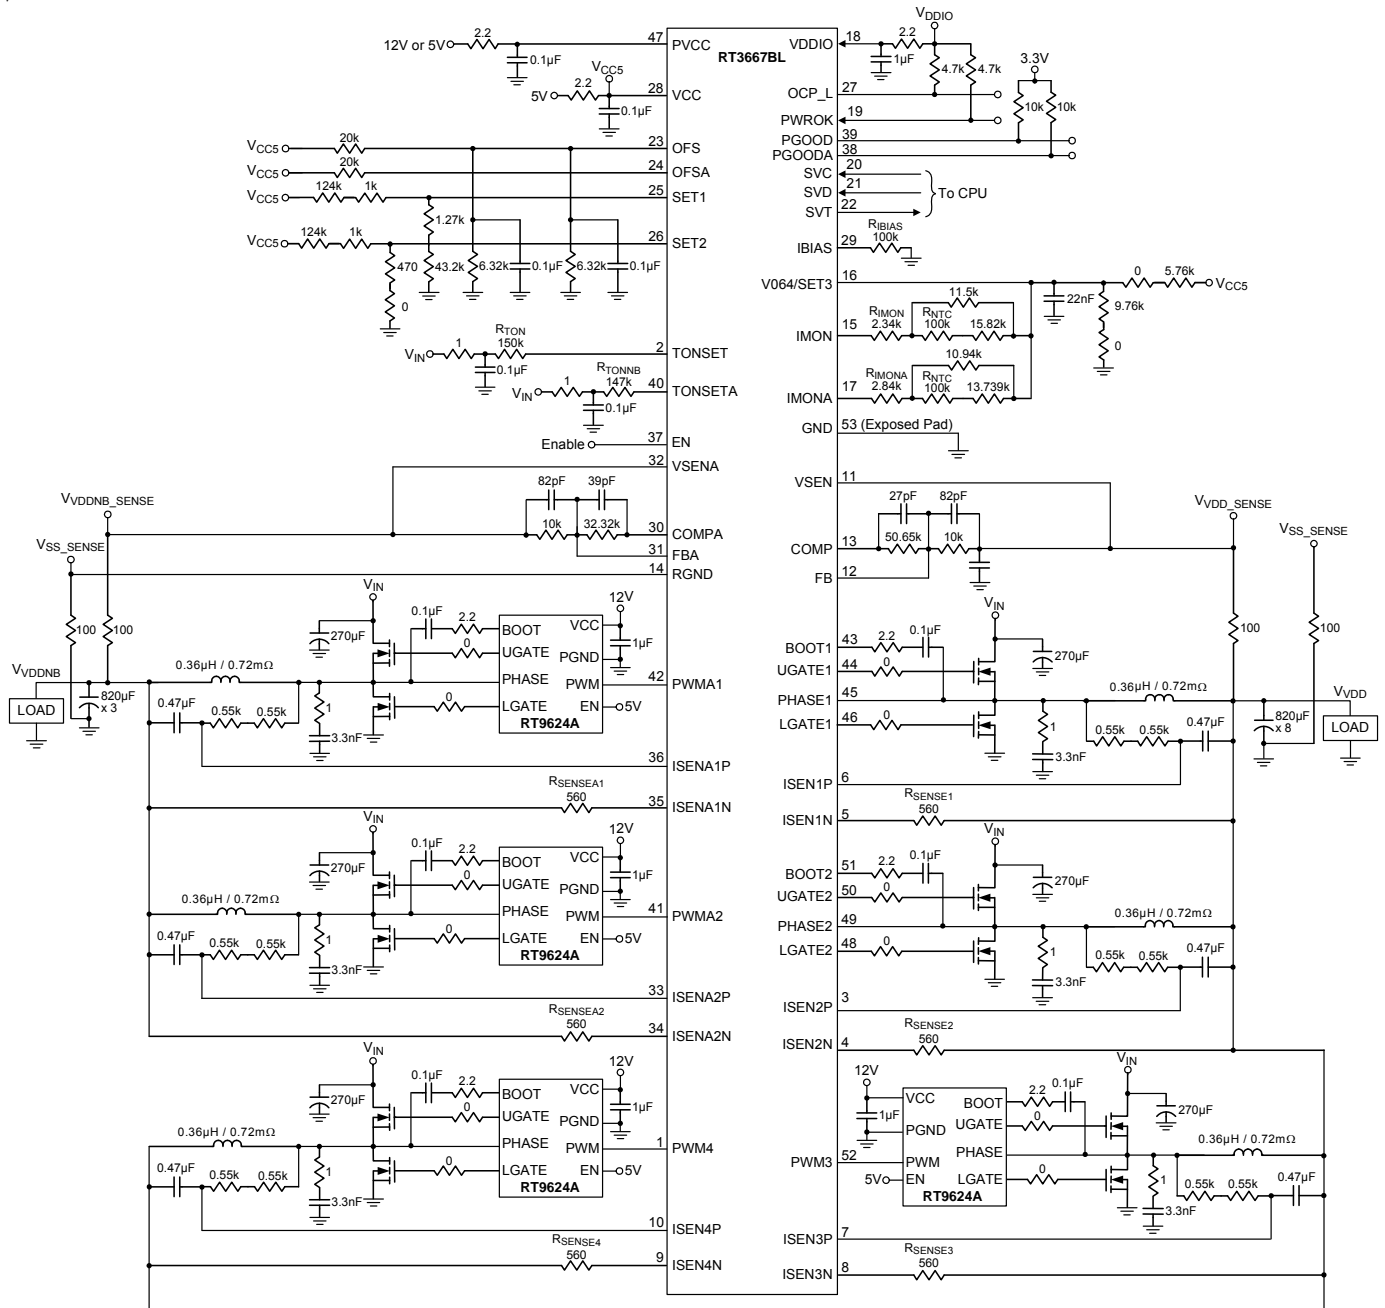 12V or 5V
2.2
0.1µF
47
PVCC
RT3667BL
VDDIO
18
2.2
1µF
VDDIO
4.7k
4.7k
3.3V
10k
10k
5V
2.2
VCC5
0.1µF
28
VCC
OCP_L
27
PWROK
19
PGOOD
39
PGOODA
38
VCC5
20k
23
OFS
VCC5
20k
24
OFSA
VCC5
124k
1k
25
SET1
1.27k
VCC5
124k
1k
26
SET2
470
43.2k
6.32k
0.1µF
6.32k
0.1µF
0
SVC
20
SVD
21
SVT
22
To CPU
IBIAS
29
RIBIAS
100k
V064/SET3
16
0
5.76k
VCC5
22nF
9.76k
0
11.5k
IMON
15
RIMON
2.34k
RNTC
100k
15.82k
10.94k
IMONA
17
RIMONA
2.84k
RNTC
100k
13.739k
GND
53 (Exposed Pad)
VIN
1
RTON
150k
0.1µF
2
TONSET
VIN
1
RTONNB
147k
0.1µF
40
TONSETA
Enable
37
EN
32
VSENA
VVDDNB_SENSE
82pF
39pF
10k
32.32k
30
COMPA
31
FBA
VSS_SENSE
14
RGND
100
100
VSEN
11
27pF
82pF
COMP
13
50.65k
10k
FB
12
VVDD_SENSE
VSS_SENSE
100
100
VVDDNB
LOAD
820µF
x 3
VIN
270µF
0.1µF
2.2
0
0
BOOT
UGATE
PHASE
LGATE
VCC
PGND
PWM
EN
RT9624A
12V
1µF
5V
42
PWMA1
0.36µH / 0.72mΩ
0.47µF
0.55k
0.55k
1
3.3nF
36
ISENA1P
RSENSEA1
560
35
ISENA1N
VIN
270µF
0.1µF
2.2
0
0
BOOT
UGATE
PHASE
LGATE
VCC
PGND
PWM
EN
RT9624A
12V
1µF
5V
41
PWMA2
0.36µH / 0.72mΩ
0.47µF
0.55k
0.55k
1
3.3nF
33
ISENA2P
RSENSEA2
560
34
ISENA2N
VIN
270µF
0.1µF
2.2
0
0
BOOT
UGATE
PHASE
LGATE
VCC
PGND
PWM
EN
RT9624A
12V
1µF
5V
1
PWM4
0.36µH / 0.72mΩ
0.47µF
0.55k
0.55k
1
3.3nF
10
ISEN4P
RSENSE4
560
9
ISEN4N
BOOT1
43
2.2
0.1µF
UGATE1
44
0
PHASE1
45
LGATE1
46
0
VIN
270µF
0.36µH / 0.72mΩ
1
3.3nF
0.55k
0.55k
0.47µF
VVDD
820µF
x 8
LOAD
ISEN1P
6
ISEN1N
5
RSENSE1
560
BOOT2
51
2.2
0.1µF
UGATE2
50
0
PHASE2
49
LGATE2
48
0
VIN
270µF
0.36µH / 0.72mΩ
1
3.3nF
0.55k
0.55k
0.47µF
ISEN2P
3
ISEN2N
4
RSENSE2
560
PWM3
52
12V
1µF
5V
VCC
PGND
PWM
EN
BOOT
UGATE
PHASE
LGATE
RT9624A
2.2
0.1µF
0
0
VIN
270µF
0.36µH / 0.72mΩ
1
3.3nF
0.55k
0.55k
0.47µF
ISEN3P
7
ISEN3N
8
RSENSE3
560